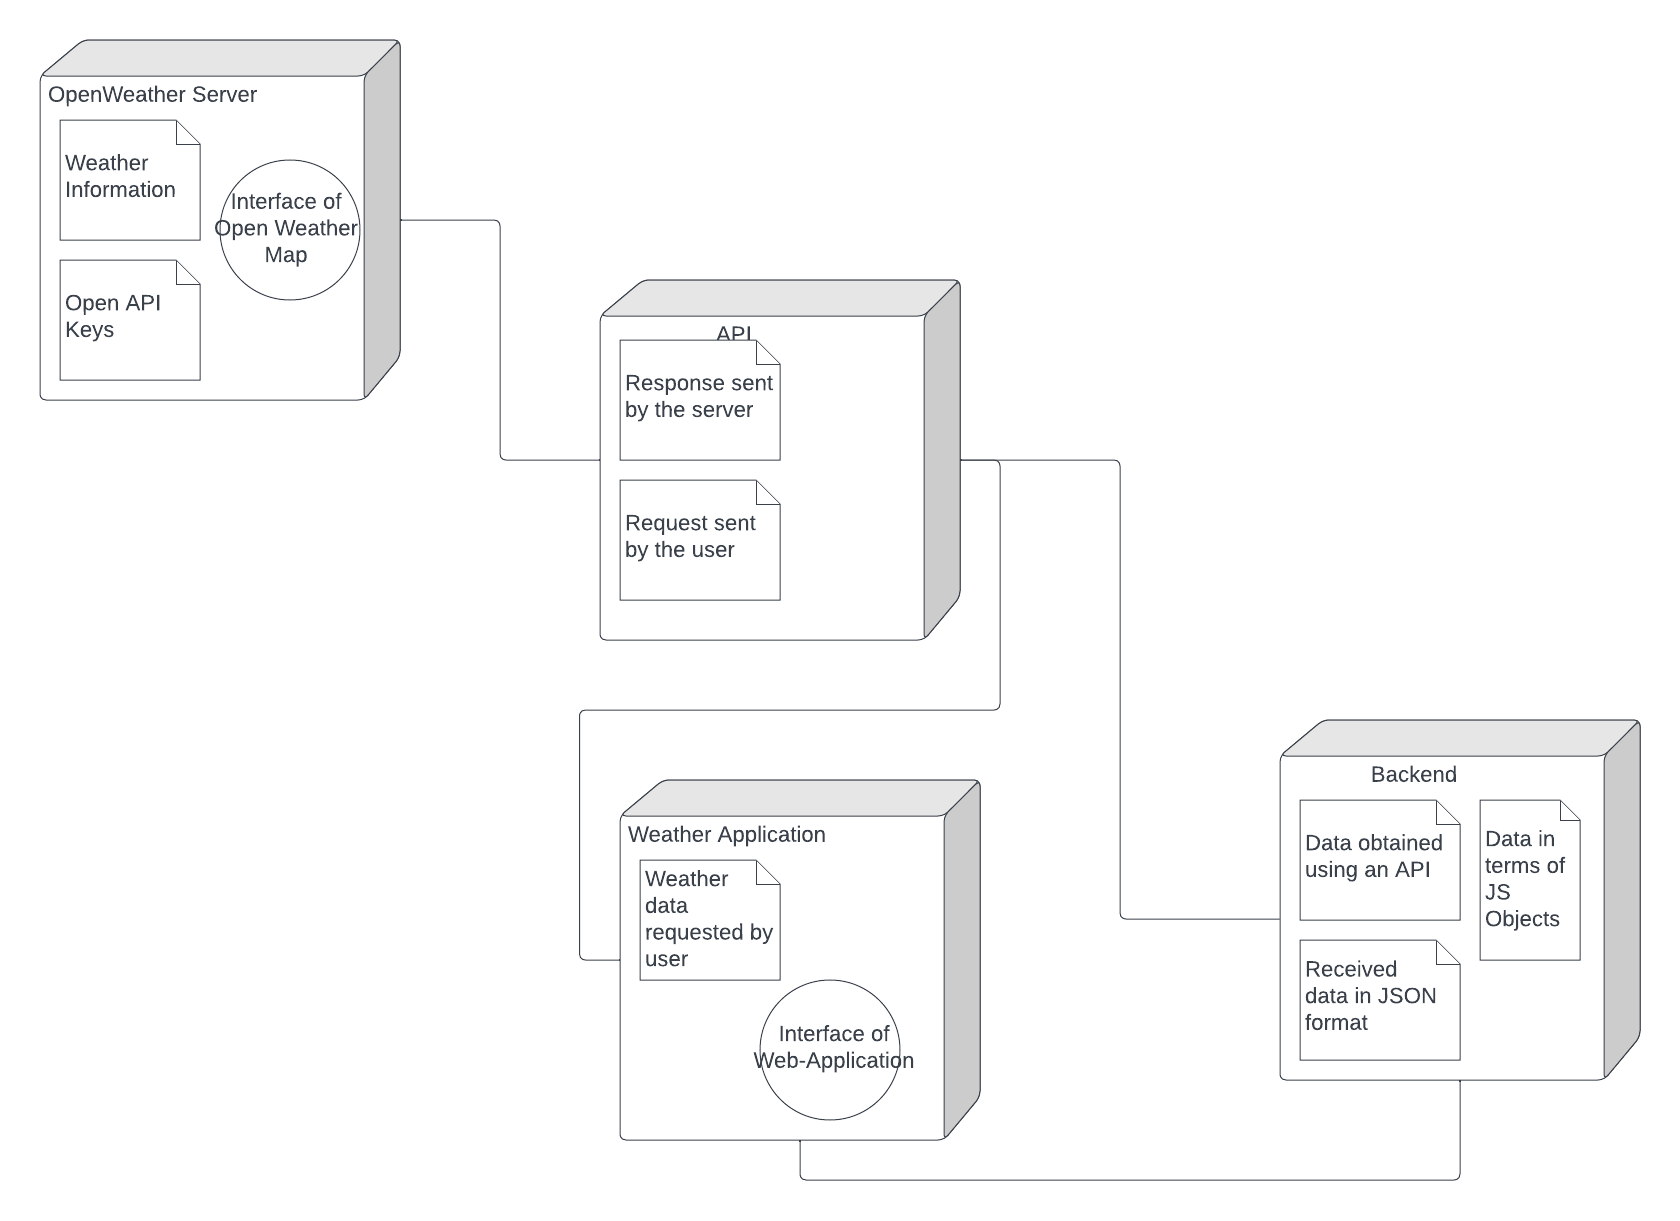 OpenWeather Server
Weather
Information
Interface of
Open Weather
Map
Open API
Keys
API
Response sent
by the server
Request sent
by the user
Weather Application
Weather
data
requested by
user
Interface of
Web-Application
Backend
Data obtained
using an API
Data in
terms of
JS
Objects
Received
data in JSON
format